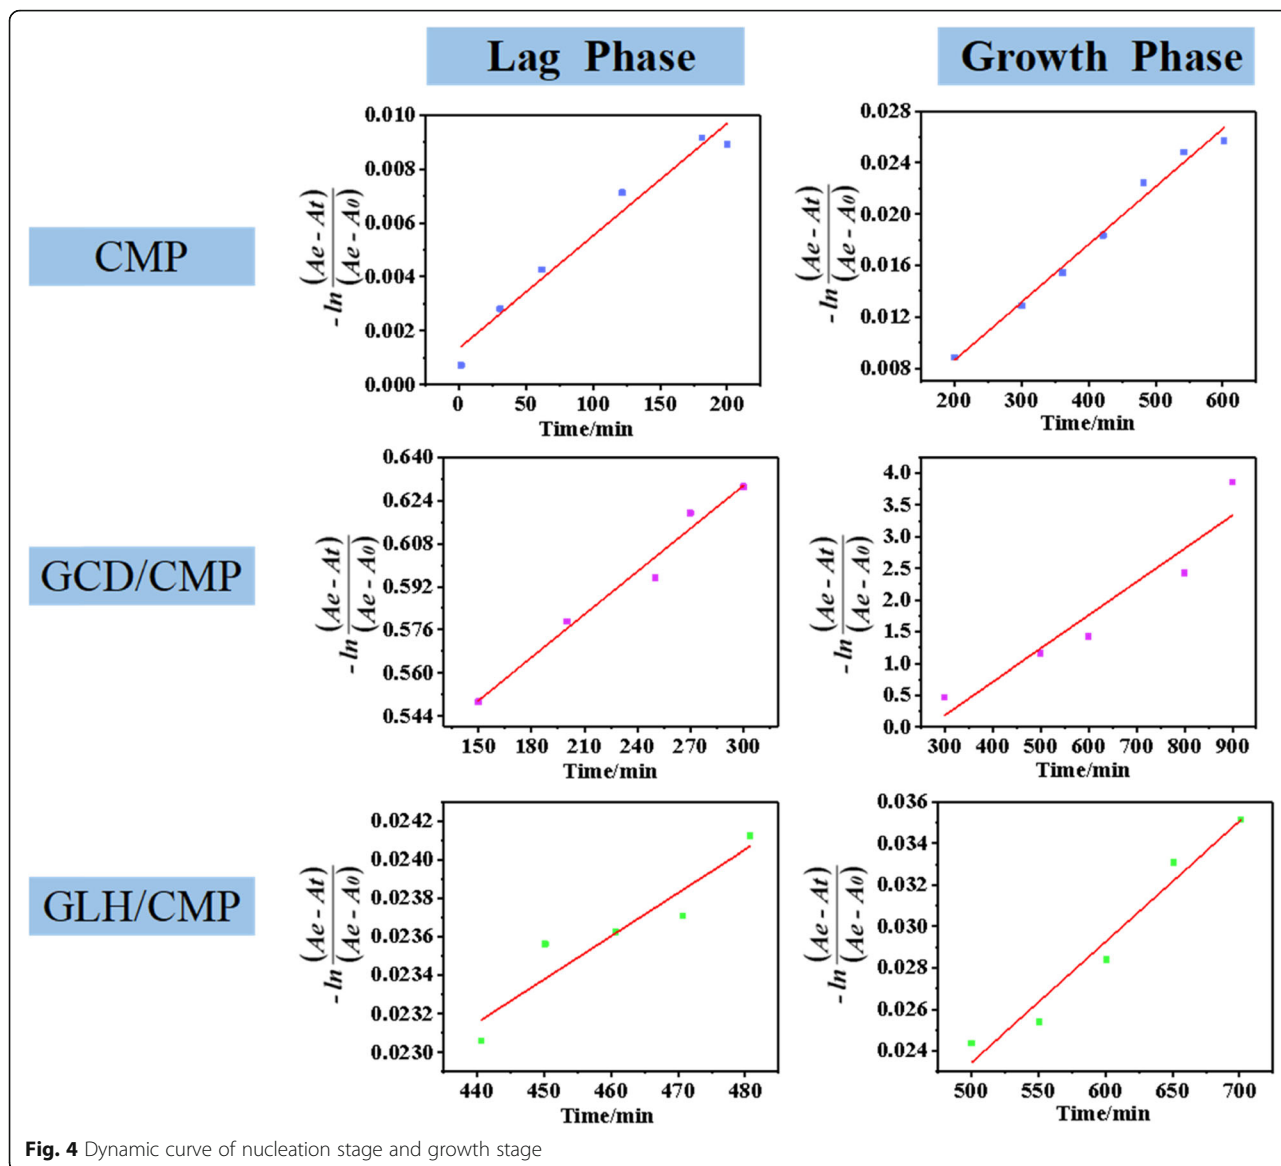 Lag Phase
Growth Phase
CMP
- ln (Ae - At) / (Ae - A0)
0.010
0.008
0.006
0.004
0.002
0.000
0 50 100 150 200
Time/min
- ln (Ae - At) / (Ae - A0)
0.028
0.024
0.020
0.016
0.012
0.008
200 300 400 500 600
Time/min
GCD/CMP
- ln (Ae - At) / (Ae - A0)
0.640
0.624
0.608
0.592
0.576
0.560
0.544
150 180 210 240 270 300
Time/min
- ln (Ae - At) / (Ae - A0)
4.0
3.5
3.0
2.5
2.0
1.5
1.0
0.5
0.0
300 400 500 600 700 800 900
Time/min
GLH/CMP
- ln (Ae - At) / (Ae - A0)
0.0242
0.0240
0.0238
0.0236
0.0234
0.0232
0.0230
440 450 460 470 480
Time/min
- ln (Ae - At) / (Ae - A0)
0.036
0.034
0.032
0.030
0.028
0.026
0.024
500 550 600 650 700
Time/min
Fig. 4 Dynamic curve of nucleation stage and growth stage